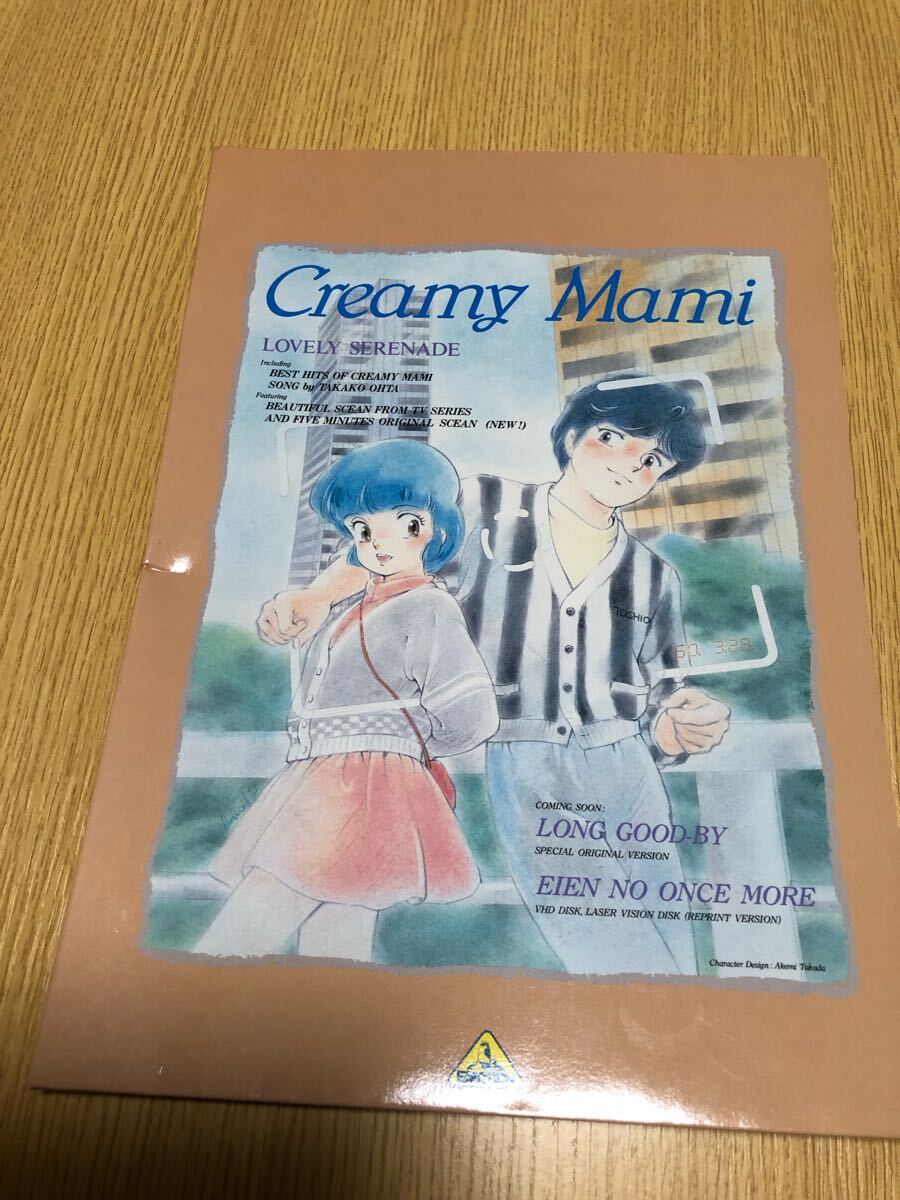 Creamy Mami
LOVELY SERENADE
Including
BEST HITS OF CREAMY MAMI
SONG by TAKAKO OHTA
Featuring
BEAUTIFUL SCEAN FROM TV SERIES
AND FIVE MINUTES ORIGINAL SCEAN (NEW!)
TOSHIO
60. 3.28.
COMING SOON:
LONG GOOD-BY
SPECIAL ORIGINAL VERSION
EIEN NO ONCE MORE
VHD DISK, LASER VISION DISK (REPRINT VERSION)
Character Design : Akemi Takada